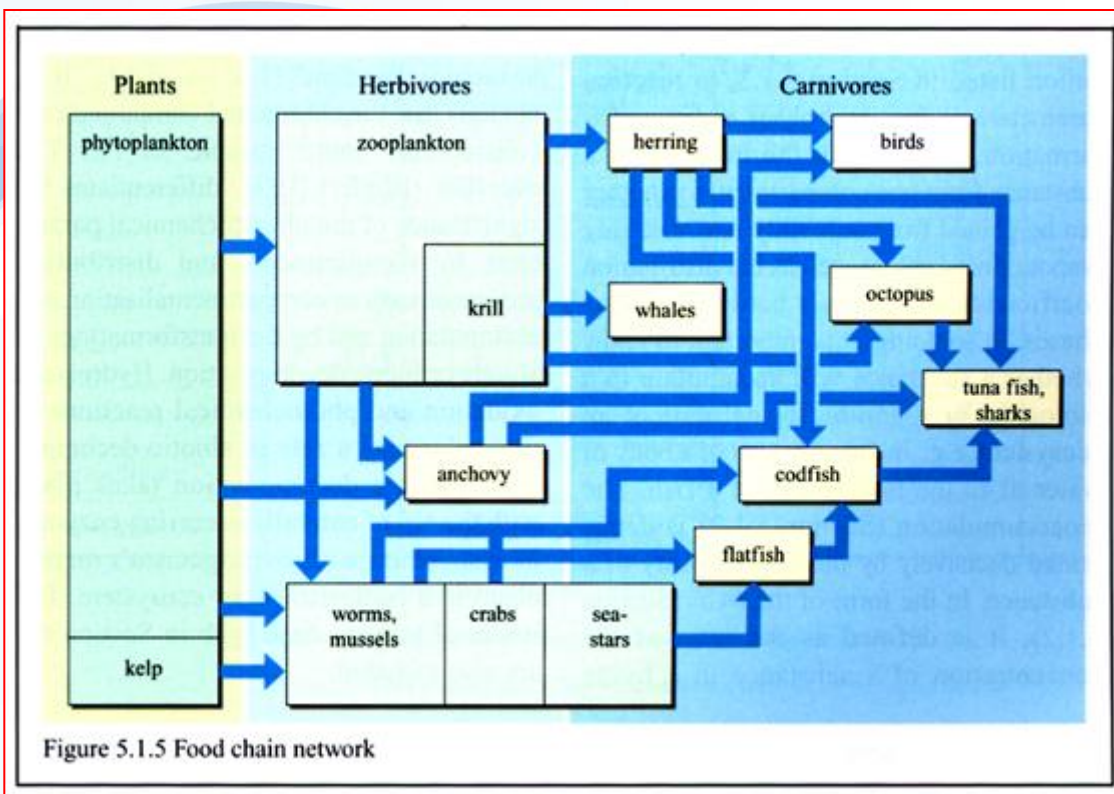 Plants
Herbivores
Carnivores
phytoplankton
zooplankton
herring
birds
krill
whales
octopus
tuna fish,
sharks
anchovy
codfish
flatfish
worms,
mussels
crabs
sea-
stars
kelp
Figure 5.1.5 Food chain network